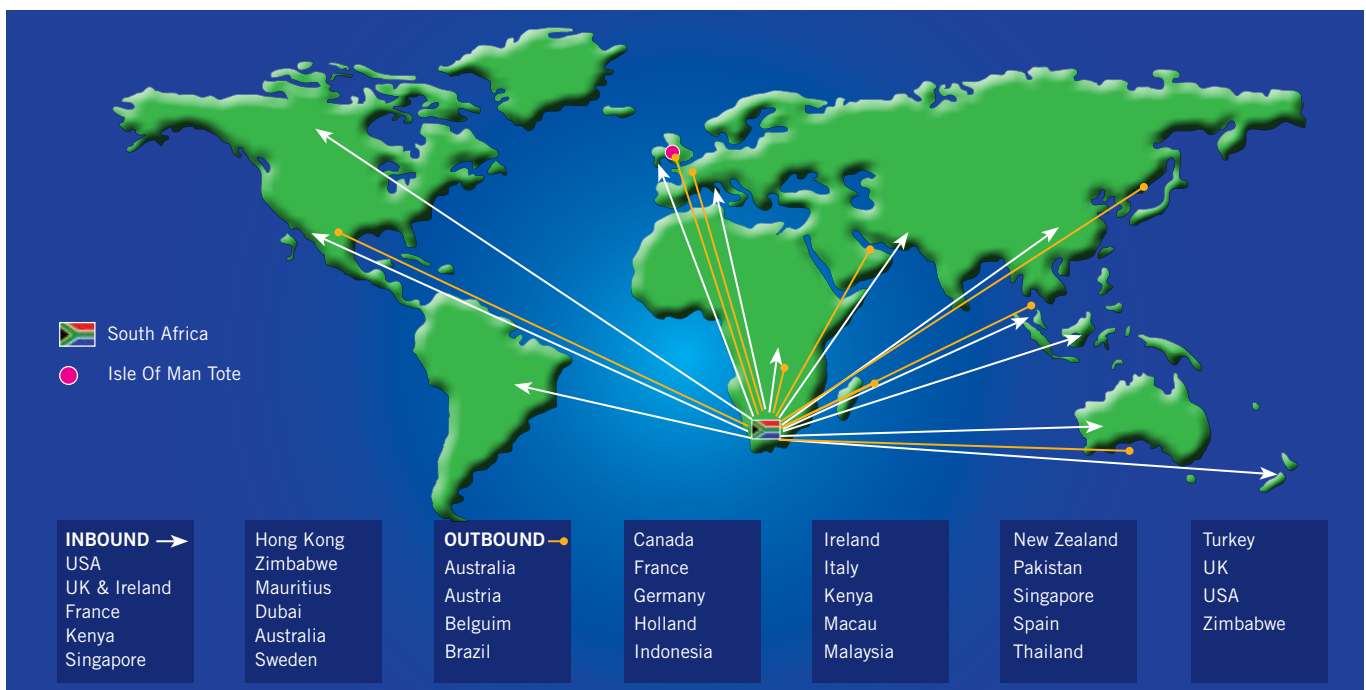 South Africa
Isle Of Man Tote
INBOUND
USA
UK & Ireland
France
Kenya
Singapore
Hong Kong
Zimbabwe
Mauritius
Dubai
Australia
Sweden
OUTBOUND
Australia
Austria
Belguim
Brazil
Canada
France
Germany
Holland
Indonesia
Ireland
Italy
Kenya
Macau
Malaysia
New Zealand
Pakistan
Singapore
Spain
Thailand
Turkey
UK
USA
Zimbabwe